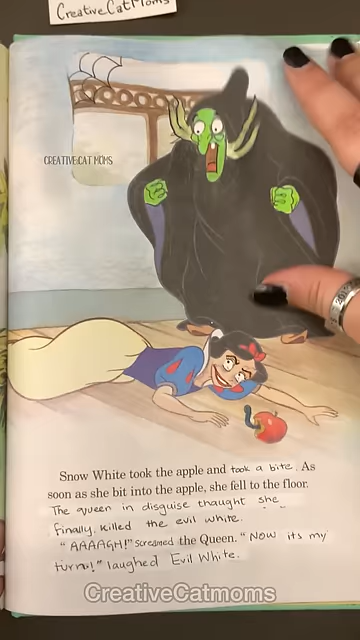 CreativeCatMoms
CREATIVE CAT MOMS
Snow White took the apple and took a bite. As
soon as she bit into the apple, she fell to the floor.
The queen in disguise thaught she
finally killed the evil white.
"AAAAGH!" screamed the Queen. "NOW its my
turn!" laughed Evil White.
CreativeCatmoms